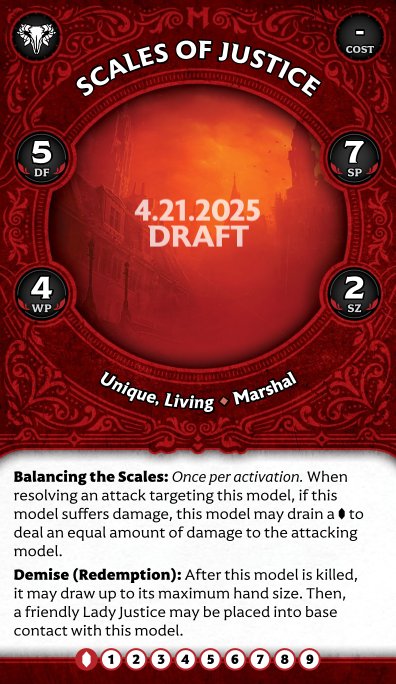 -
COST
SCALES OF JUSTICE
5
DF
7
SP
4.21.2025
DRAFT
4
WP
2
SZ
Unique, Living ◆ Marshal
Balancing the Scales: Once per activation. When
resolving an attack targeting this model, if this
model suffers damage, this model may drain a ⬮ to
deal an equal amount of damage to the attacking
model.
Demise (Redemption): After this model is killed,
it may draw up to its maximum hand size. Then,
a friendly Lady Justice may be placed into base
contact with this model.
1 2 3 4 5 6 7 8 9